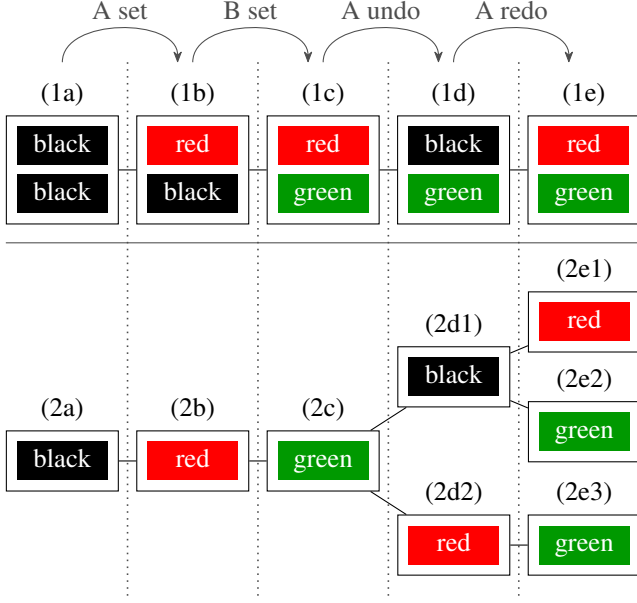 A set B set A undo A redo
(1a) (1b) (1c) (1d) (1e)
black red red black red
black black green green green
(2e1)
red
(2d1)
black
(2e2)
green
(2a) (2b) (2c)
black red green
(2d2) (2e3)
red green